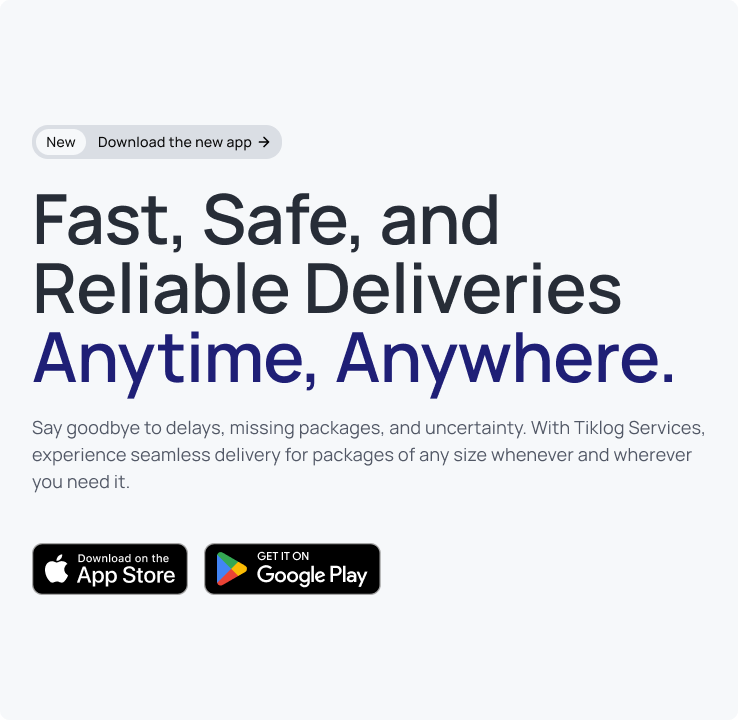 New Download the new app →
Fast, Safe, and
Reliable Deliveries
Anytime, Anywhere.
Say goodbye to delays, missing packages, and uncertainty. With Tiklog Services,
experience seamless delivery for packages of any size whenever and wherever
you need it.
Download on the
App Store
GET IT ON
Google Play